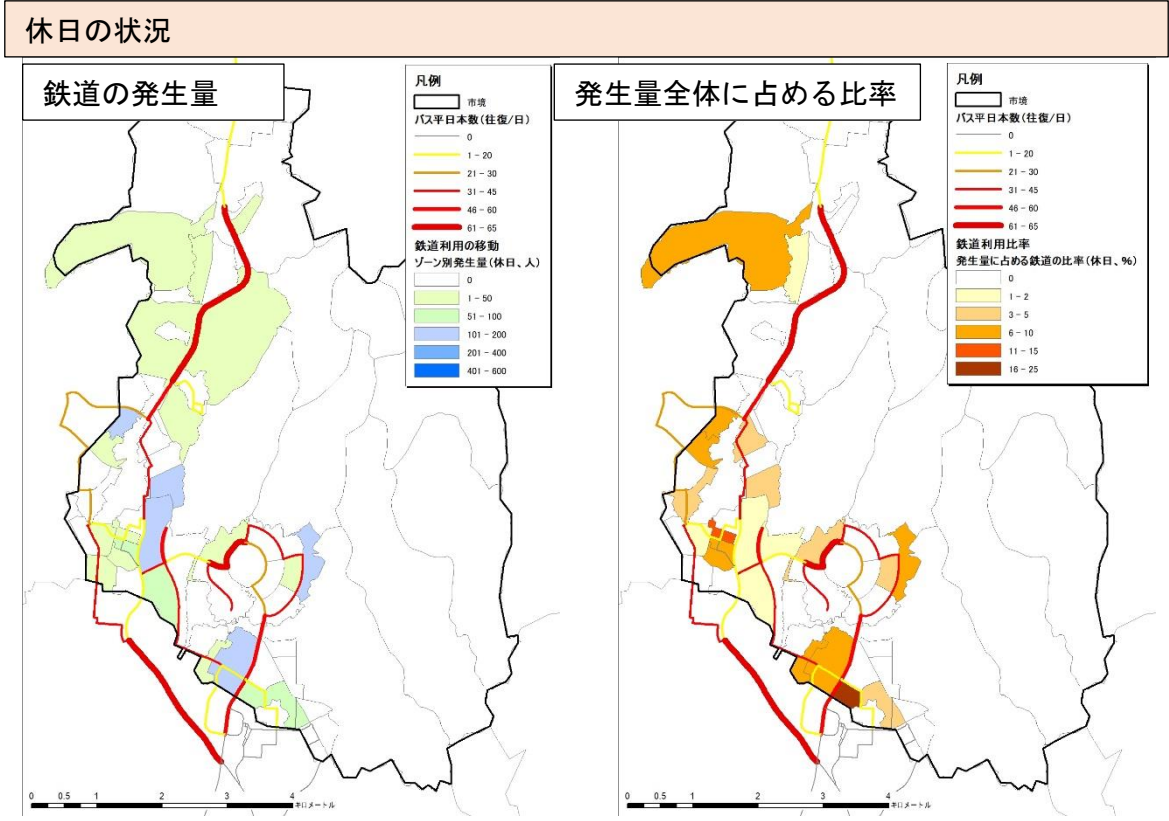 休日の状況
鉄道の発生量
凡例
市境
バス平日本数(往復/日)
0
1 - 20
21 - 30
31 - 45
46 - 60
61 - 65
鉄道利用の移動
ゾーン別発生量(休日、人)
0
1 - 50
51 - 100
101 - 200
201 - 400
401 - 600
0 0.5 1 2 3 4
キロメートル
発生量全体に占める比率
凡例
市境
バス平日本数(往復/日)
0
1 - 20
21 - 30
31 - 45
46 - 60
61 - 65
鉄道利用比率
発生量に占める鉄道の比率(休日、%)
0
1 - 2
3 - 5
6 - 10
11 - 15
16 - 25
0 0.5 1 2 3 4
キロメートル